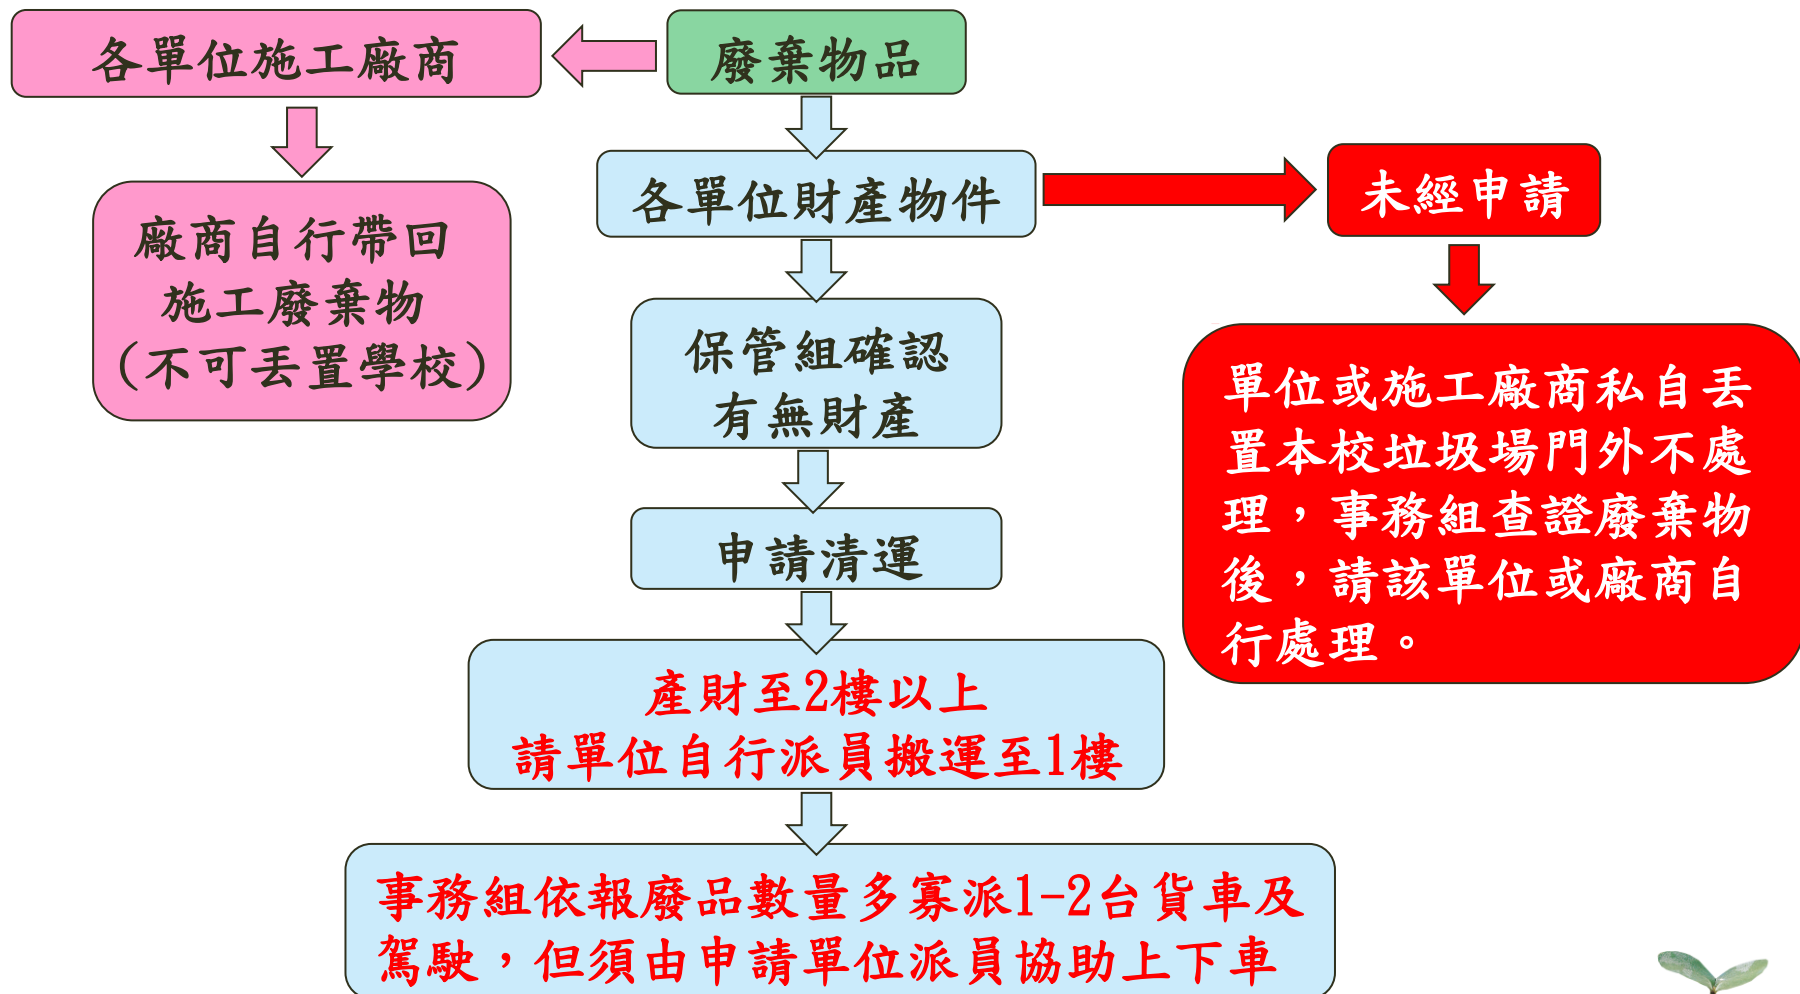 各單位施工廠商
廢棄物品
各單位財產物件
未經申請
廠商自行帶回
施工廢棄物
(不可丟置學校)
保管組確認
有無財產
單位或施工廠商私自丟
置本校垃圾場門外不處
理，事務組查證廢棄物
後，請該單位或廠商自
行處理。
申請清運
產財至2樓以上
請單位自行派員搬運至1樓
事務組依報廢品數量多寡派1-2台貨車及
駕駛，但須由申請單位派員協助上下車